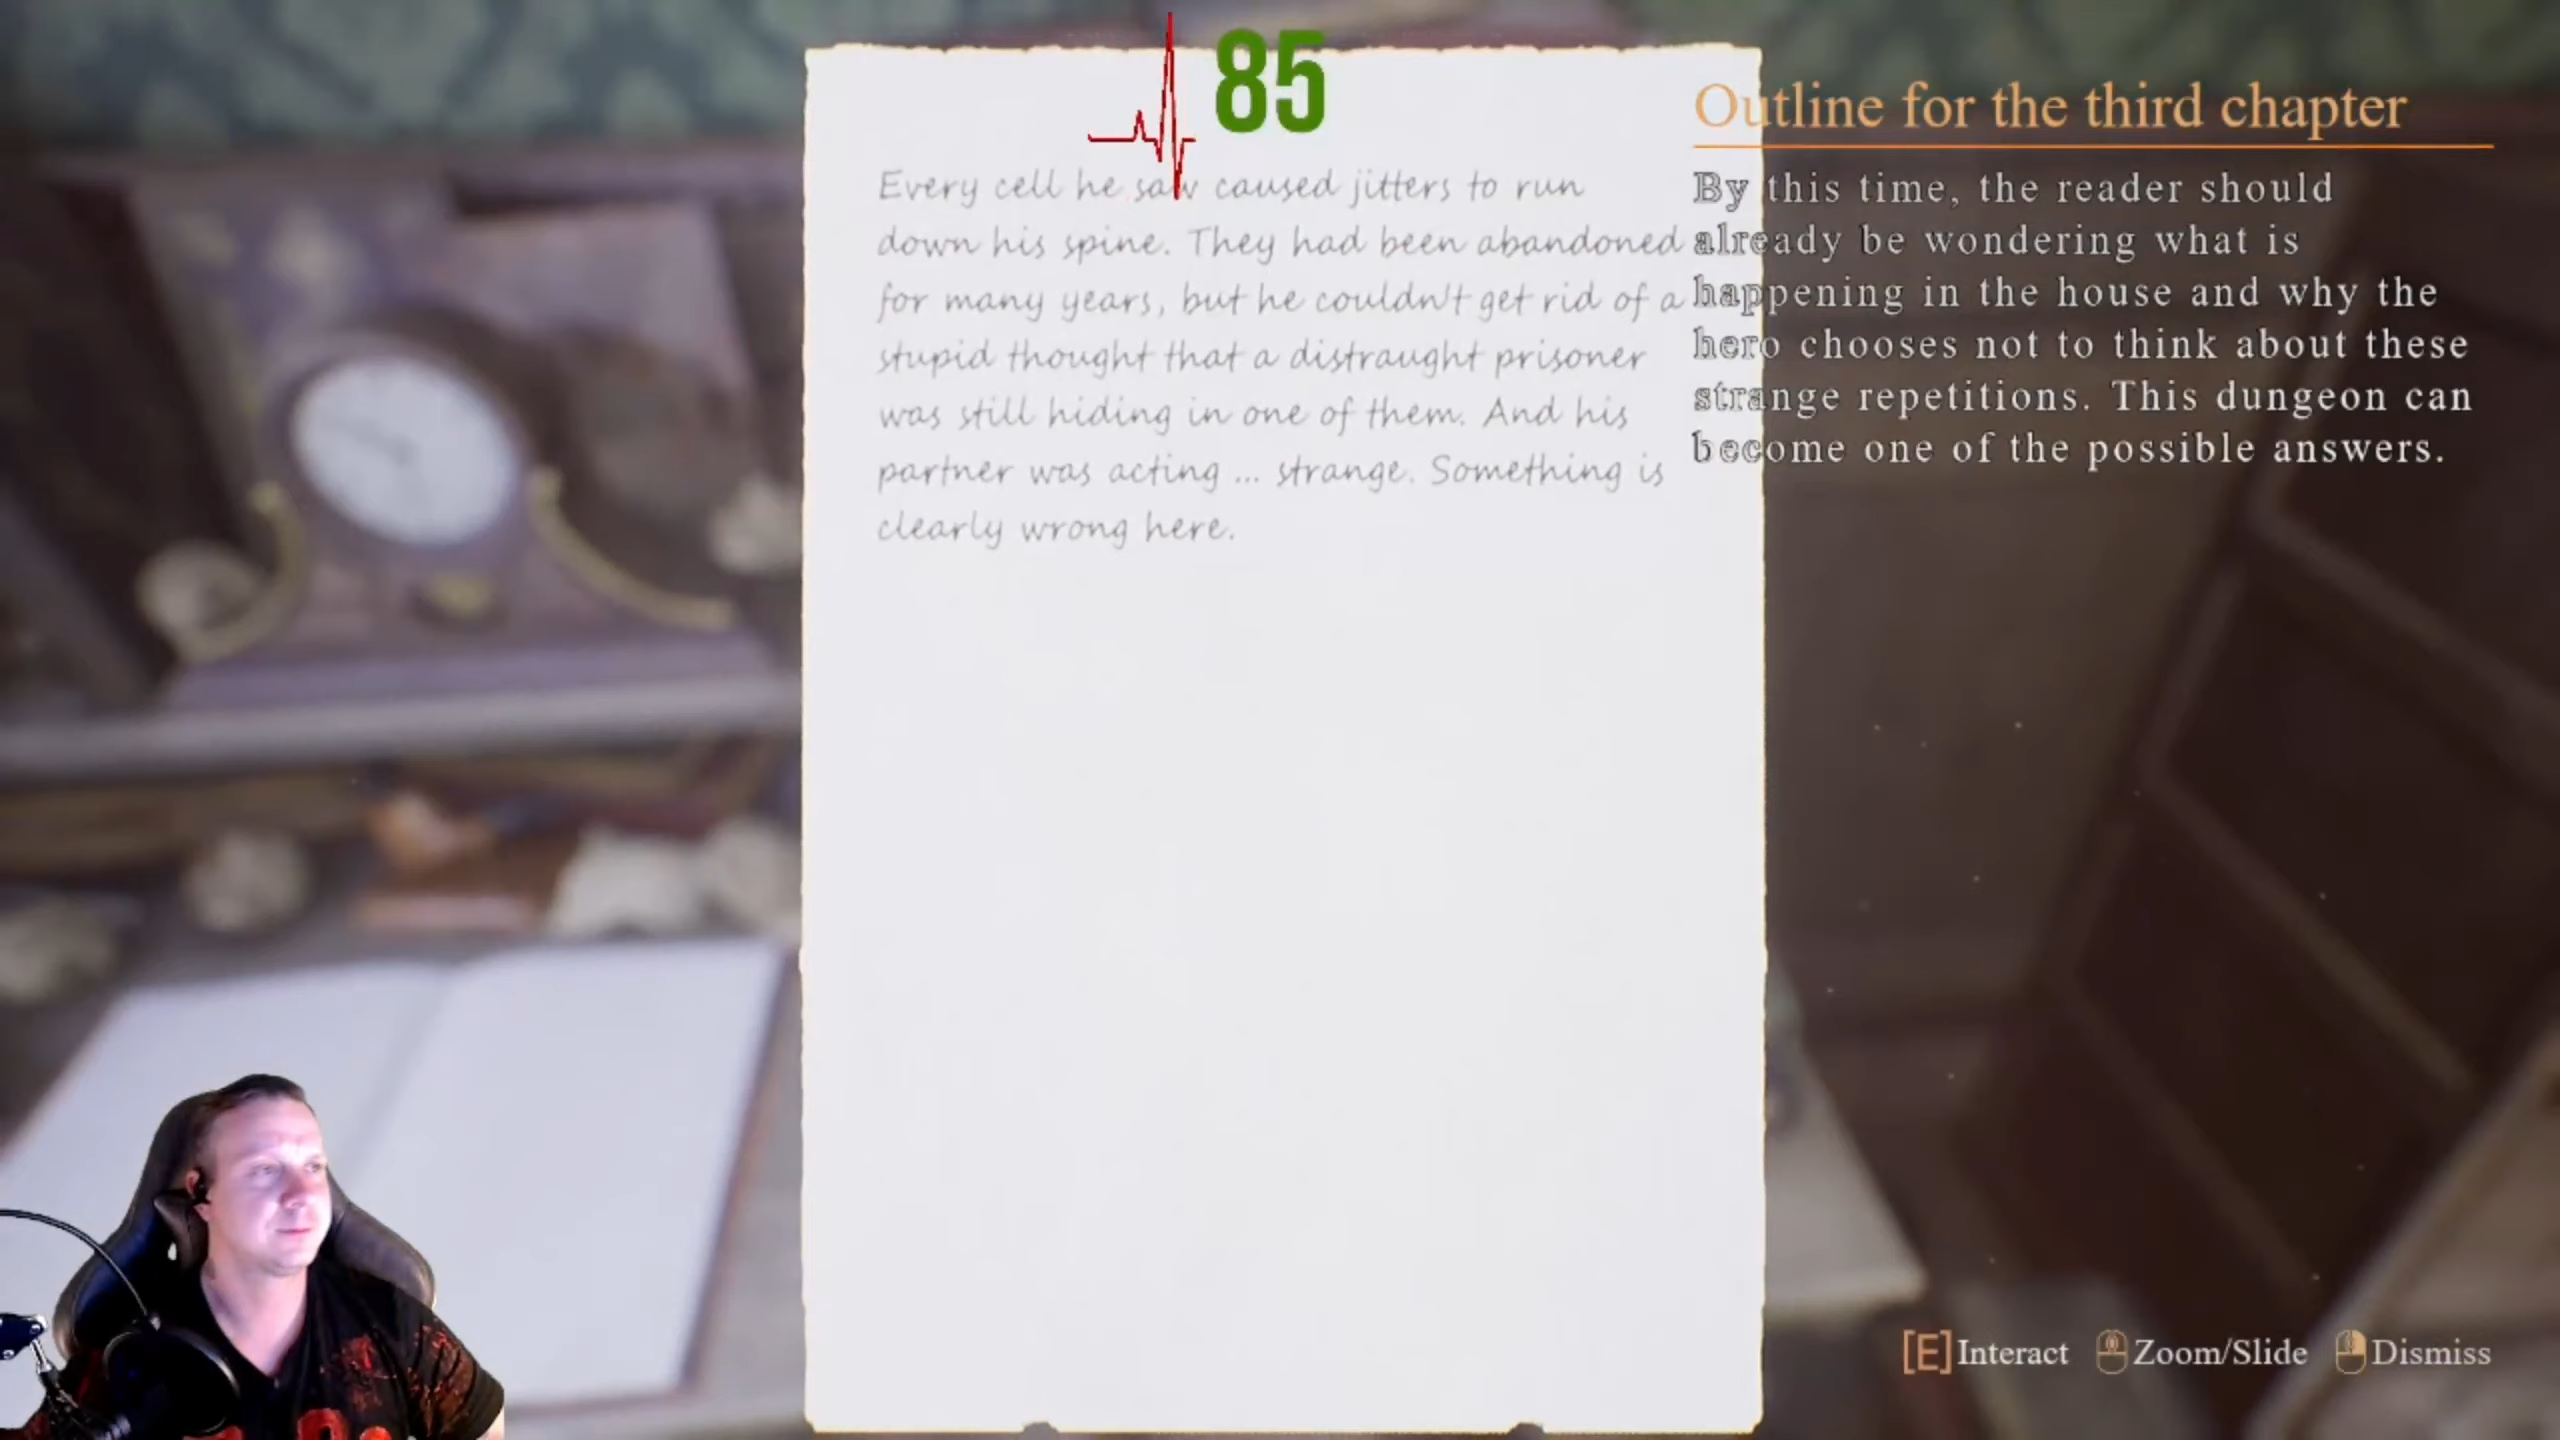 85
Every cell he saw caused jitters to run
down his spine. They had been abandoned
for many years, but he couldn't get rid of a
stupid thought that a distraught prisoner
was still hiding in one of them. And his
partner was acting ... strange. Something is
clearly wrong here.
Outline for the third chapter
By this time, the reader should
already be wondering what is
happening in the house and why the
hero chooses not to think about these
strange repetitions. This dungeon can
become one of the possible answers.
[E] Interact Zoom/Slide Dismiss